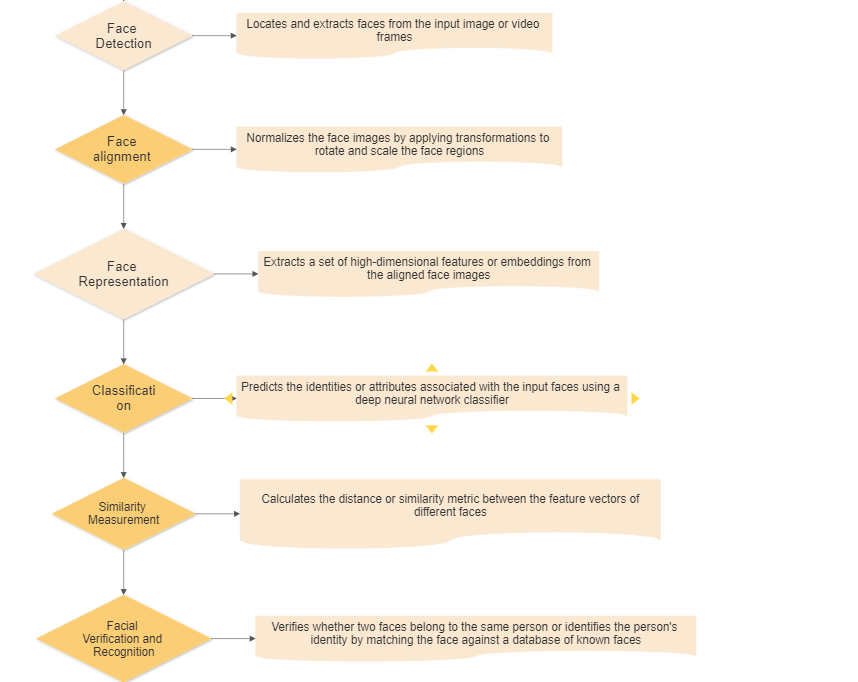 Face
Detection
Locates and extracts faces from the input image or video
frames
Face
alignment
Normalizes the face images by applying transformations to
rotate and scale the face regions
Face
Representation
Extracts a set of high-dimensional features or embeddings from
the aligned face images
Classificati
on
Predicts the identities or attributes associated with the input faces using a
deep neural network classifier
Similarity
Measurement
Calculates the distance or similarity metric between the feature vectors of
different faces
Facial
Verification and
Recognition
Verifies whether two faces belong to the same person or identifies the person's
identity by matching the face against a database of known faces